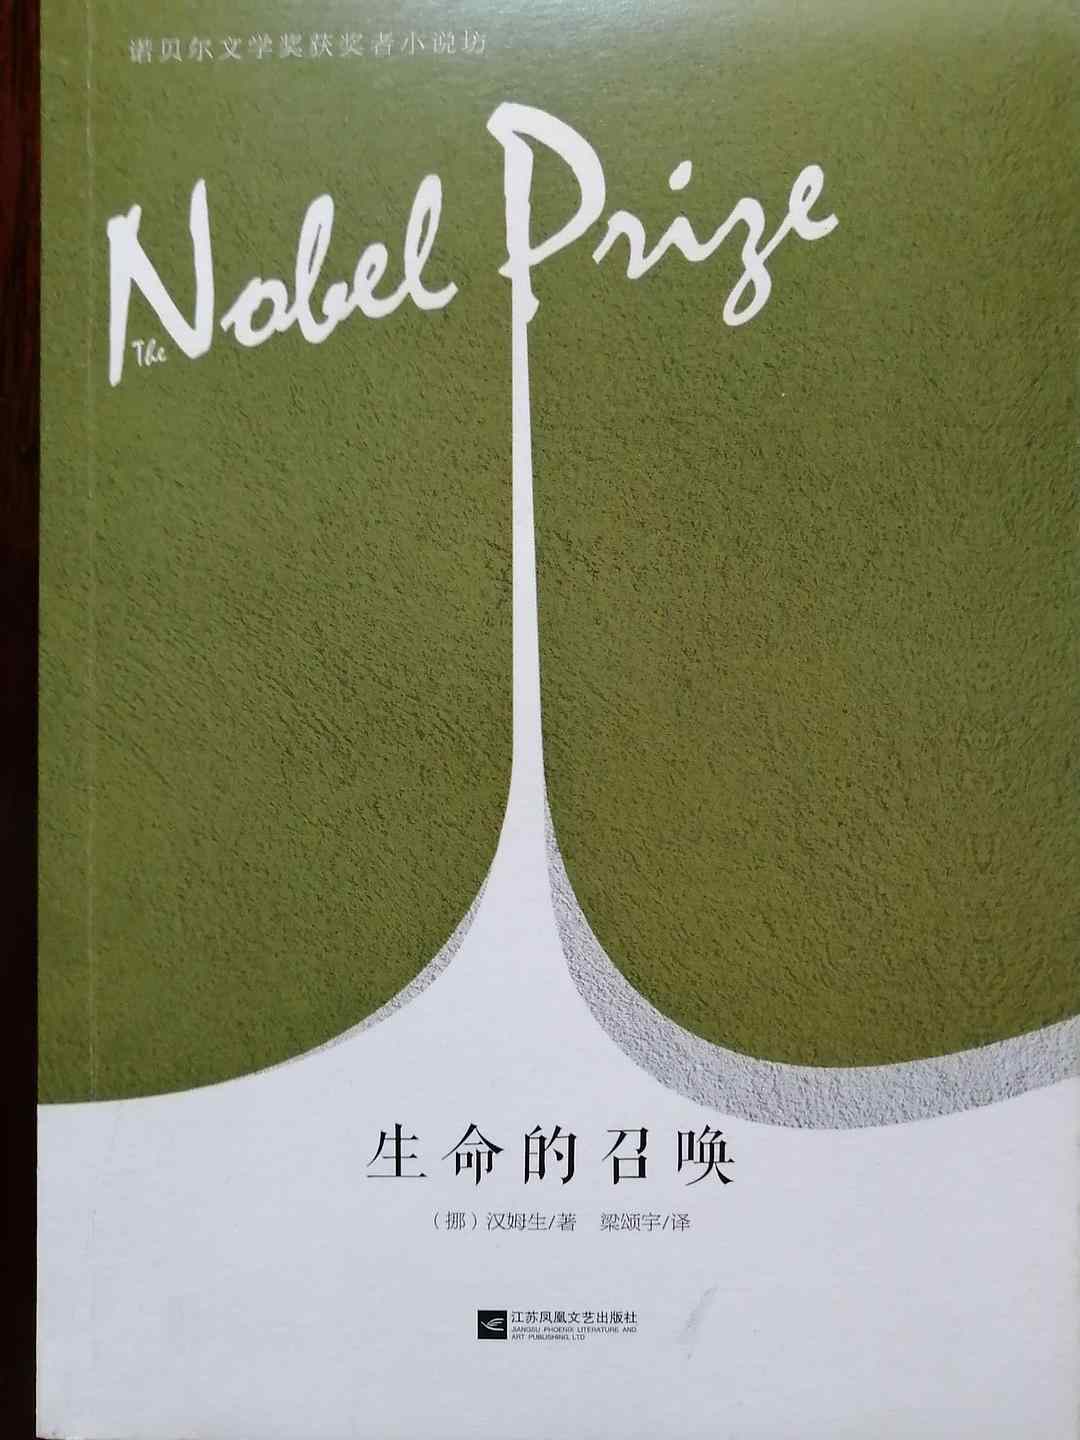 诺贝尔文学奖获奖者小说坊
The Nobel Prize
生命的召唤
（挪）汉姆生/著 梁颂宇/译
江苏凤凰文艺出版社
JIANGSU PHOENIX LITERATURE AND
ART PUBLISHING, LTD